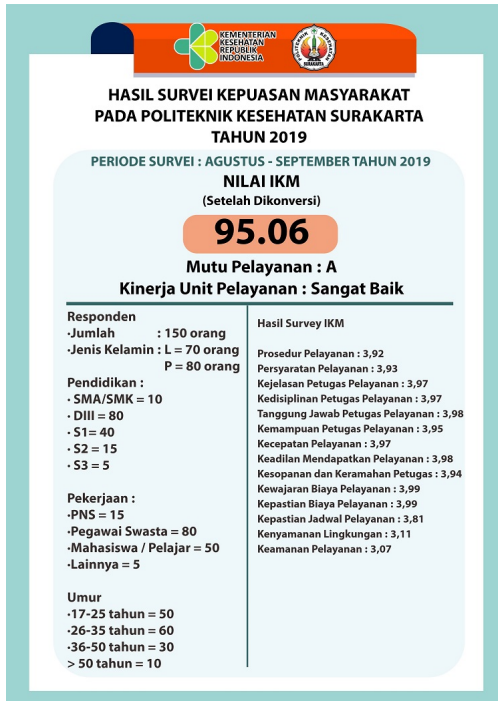 KEMENTERIAN
KESEHATAN
REPUBLIK
INDONESIA
POLITEKNIK KESEHATAN
SURAKARTA
HASIL SURVEI KEPUASAN MASYARAKAT
PADA POLITEKNIK KESEHATAN SURAKARTA
TAHUN 2019
PERIODE SURVEI : AGUSTUS - SEPTEMBER TAHUN 2019
NILAI IKM
(Setelah Dikonversi)
95.06
Mutu Pelayanan : A
Kinerja Unit Pelayanan : Sangat Baik
Responden
·Jumlah : 150 orang
·Jenis Kelamin : L = 70 orang
P = 80 orang
Pendidikan :
· SMA/SMK = 10
· DIII = 80
· S1= 40
· S2 = 15
· S3 = 5
Pekerjaan :
·PNS = 15
·Pegawai Swasta = 80
·Mahasiswa / Pelajar = 50
·Lainnya = 5
Umur
·17-25 tahun = 50
·26-35 tahun = 60
·36-50 tahun = 30
> 50 tahun = 10
Hasil Survey IKM
Prosedur Pelayanan : 3,92
Persyaratan Pelayanan : 3,93
Kejelasan Petugas Pelayanan : 3,97
Kedisiplinan Petugas Pelayanan : 3,97
Tanggung Jawab Petugas Pelayanan : 3,98
Kemampuan Petugas Pelayanan : 3,95
Kecepatan Pelayanan : 3,97
Keadilan Mendapatkan Pelayanan : 3,98
Kesopanan dan Keramahan Petugas : 3,94
Kewajaran Biaya Pelayanan : 3,99
Kepastian Biaya Pelayanan : 3,99
Kepastian Jadwal Pelayanan : 3,81
Kenyamanan Lingkungan : 3,11
Keamanan Pelayanan : 3,07